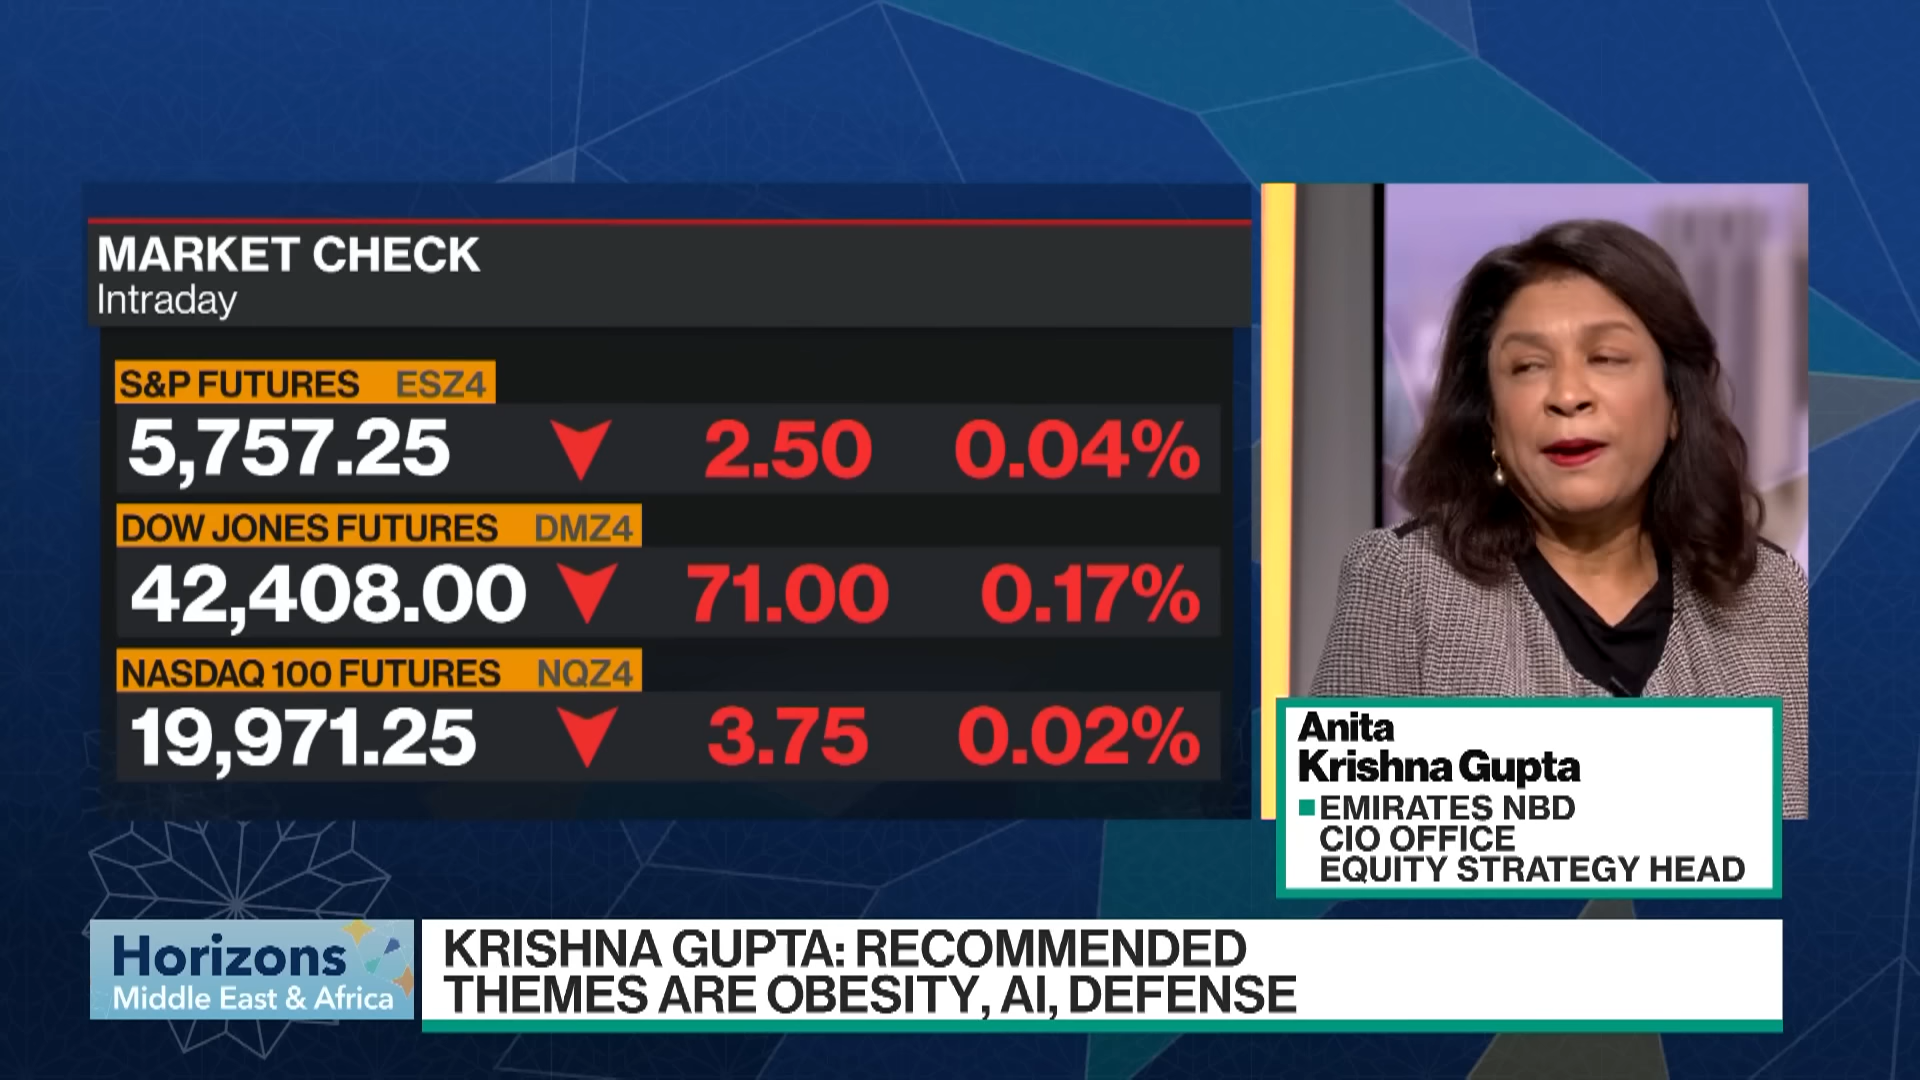 MARKET CHECK
Intraday
S&P FUTURES ESZ4
5,757.25 2.50 0.04%
DOW JONES FUTURES DMZ4
42,408.00 71.00 0.17%
NASDAQ 100 FUTURES NQZ4
19,971.25 3.75 0.02%
Anita
Krishna Gupta
EMIRATES NBD
CIO OFFICE
EQUITY STRATEGY HEAD
Horizons
Middle East & Africa
KRISHNA GUPTA: RECOMMENDED
THEMES ARE OBESITY, AI, DEFENSE